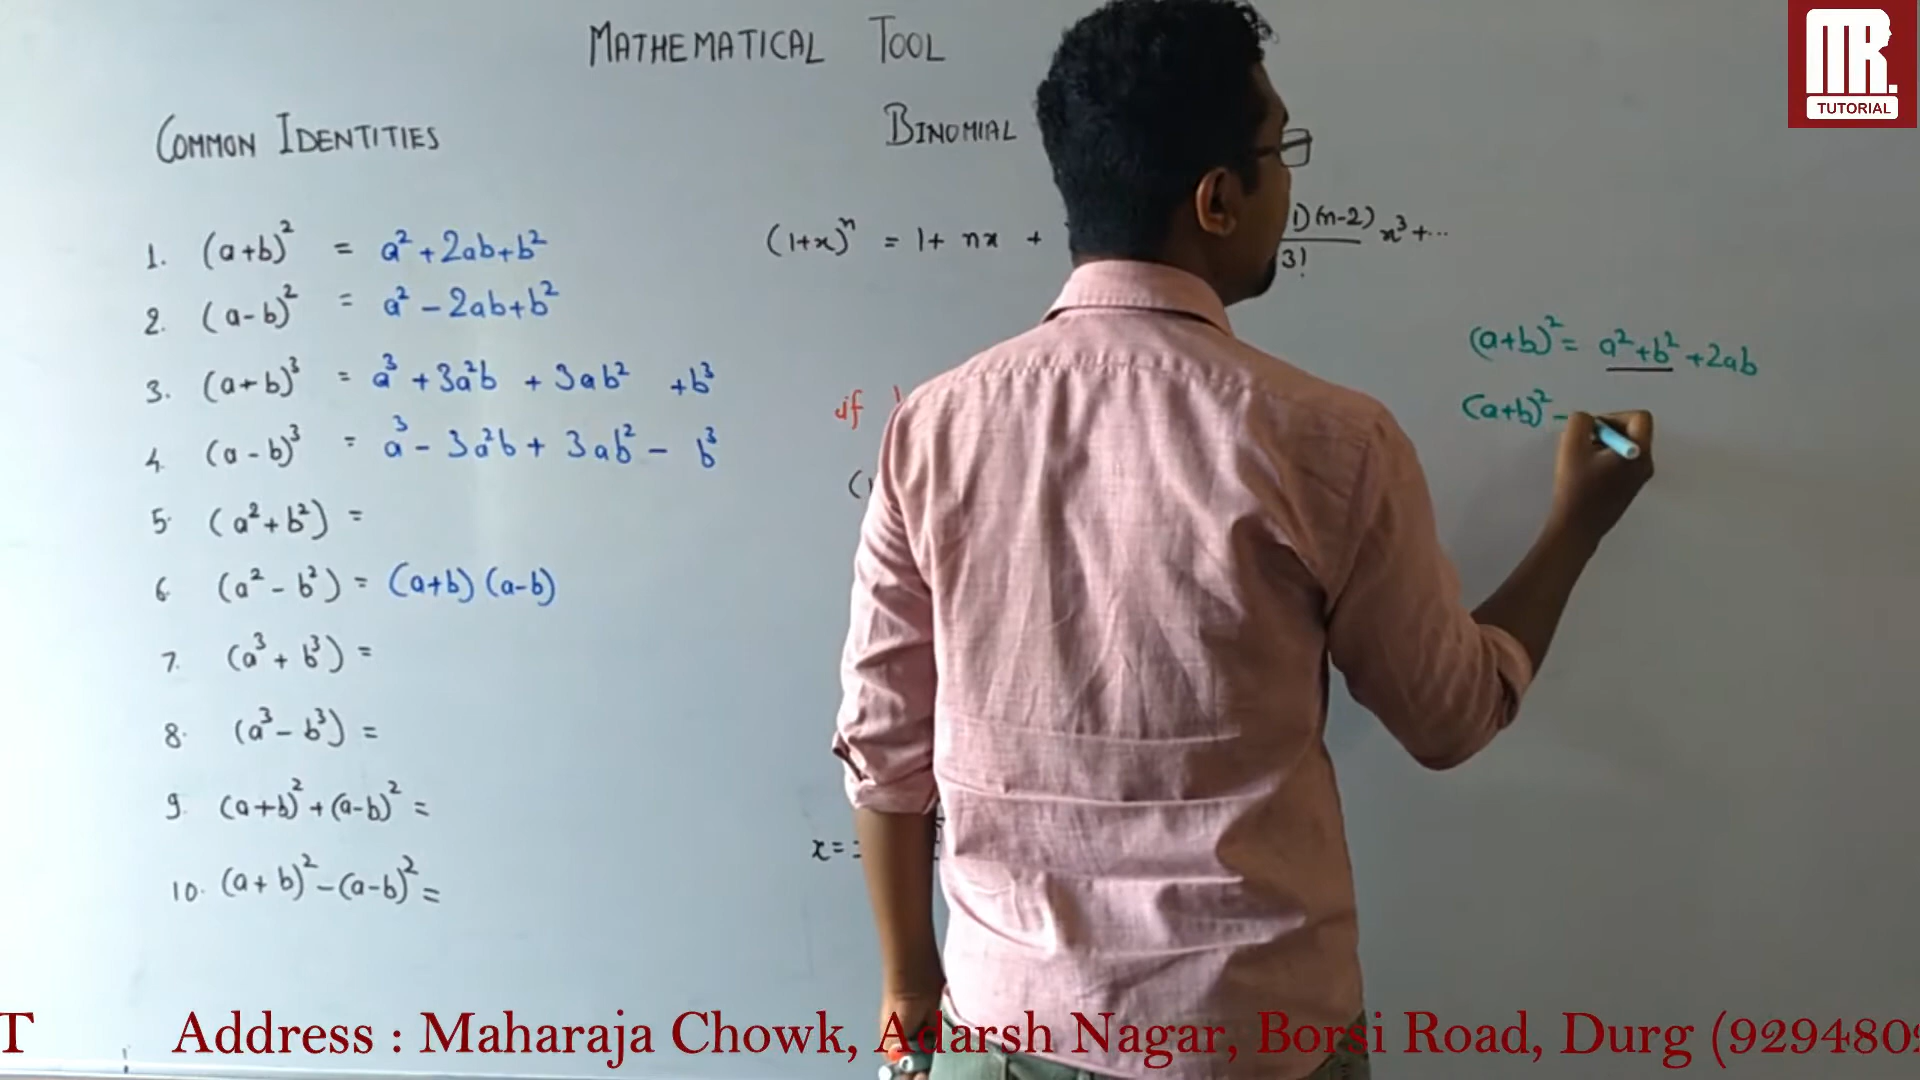 MATHEMATICAL TOOL
MR.
TUTORIAL
COMMON IDENTITIES
1. (a+b)² = a² + 2ab + b²
2. (a-b)² = a² - 2ab + b²
3. (a+b)³ = a³ + 3a²b + 3ab² + b³
4. (a-b)³ = a³ - 3a²b + 3ab² - b³
5. (a² + b²) =
6. (a² - b²) = (a+b) (a-b)
7. (a³ + b³) =
8. (a³ - b³) =
9. (a+b)² + (a-b)² =
10. (a+b)² - (a-b)² =
BINOMIAL
(1+x)ⁿ = 1 + nx +
1)(n-2) x³ + ...
3!
if
(
x =
(a+b)² = a² + b² + 2ab
(a+b)² -
T Address : Maharaja Chowk, Adarsh Nagar, Borsi Road, Durg (929480